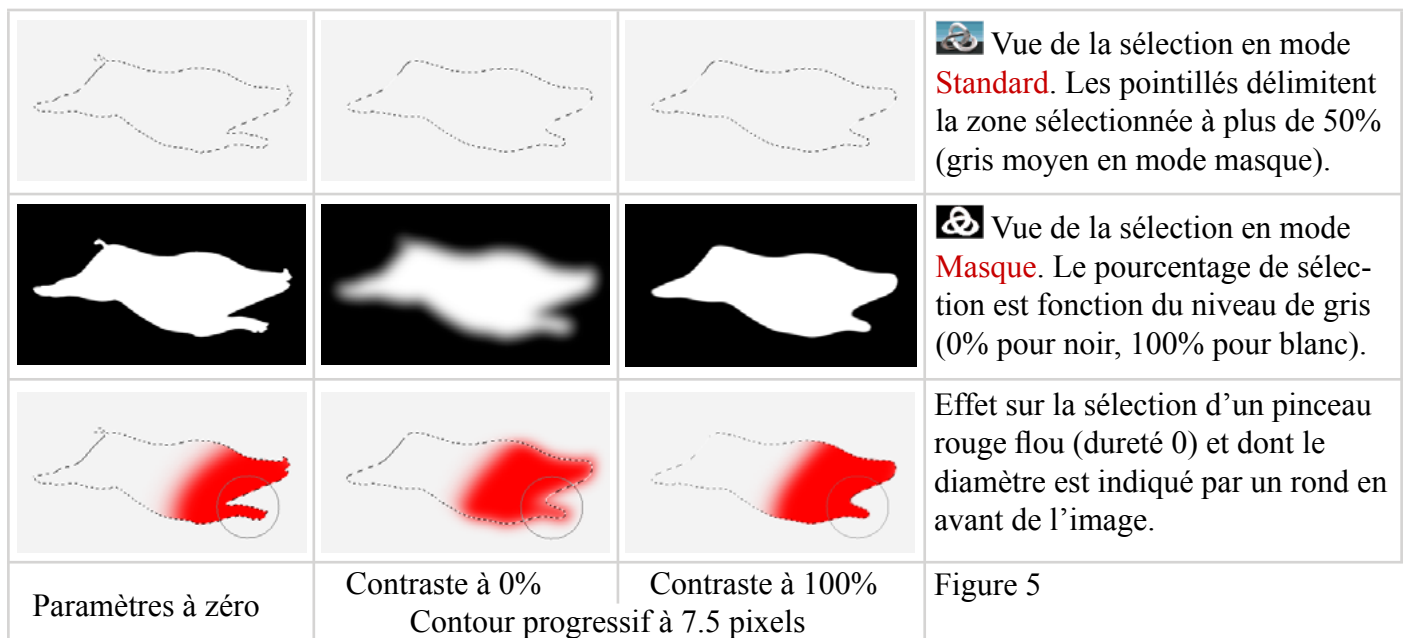 Vue de la sélection en mode
Standard. Les pointillés délimitent
la zone sélectionnée à plus de 50%
(gris moyen en mode masque).
Vue de la sélection en mode
Masque. Le pourcentage de sélec-
tion est fonction du niveau de gris
(0% pour noir, 100% pour blanc).
Effet sur la sélection d’un pinceau
rouge flou (dureté 0) et dont le
diamètre est indiqué par un rond en
avant de l’image.
Paramètres à zéro
Contraste à 0%
Contraste à 100%
Contour progressif à 7.5 pixels
Figure 5